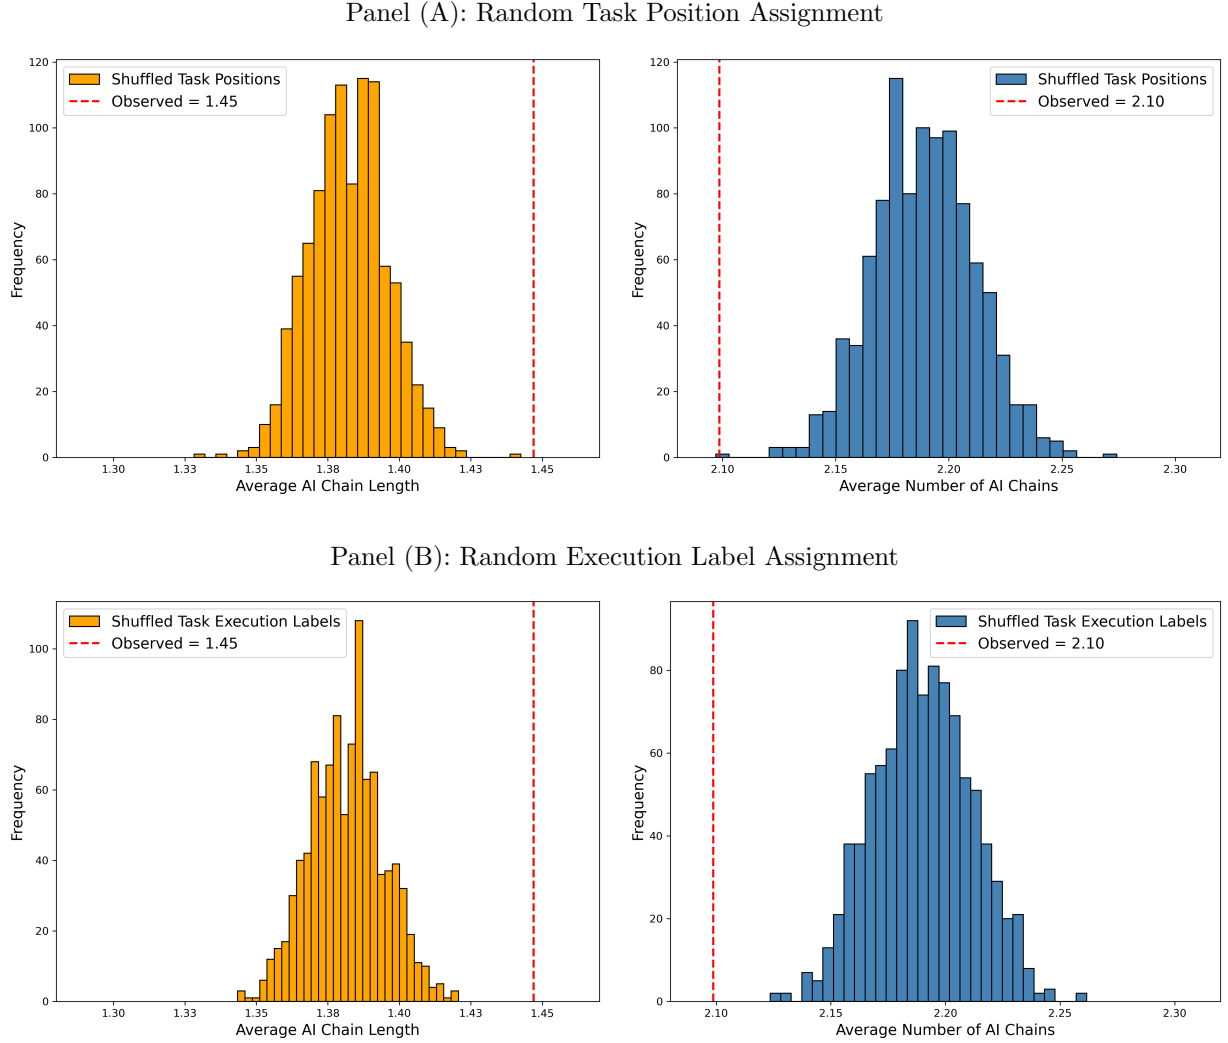 Panel (A): Random Task Position Assignment
120
100
80
60
40
20
0
Frequency
Shuffled Task Positions
Observed = 1.45
1.30 1.33 1.35 1.38 1.40 1.43 1.45
Average AI Chain Length
120
100
80
60
40
20
0
Frequency
Shuffled Task Positions
Observed = 2.10
2.10 2.15 2.20 2.25 2.30
Average Number of AI Chains
Panel (B): Random Execution Label Assignment
100
80
60
40
20
0
Frequency
Shuffled Task Execution Labels
Observed = 1.45
1.30 1.33 1.35 1.38 1.40 1.43 1.45
Average AI Chain Length
80
60
40
20
0
Frequency
Shuffled Task Execution Labels
Observed = 2.10
2.10 2.15 2.20 2.25 2.30
Average Number of AI Chains